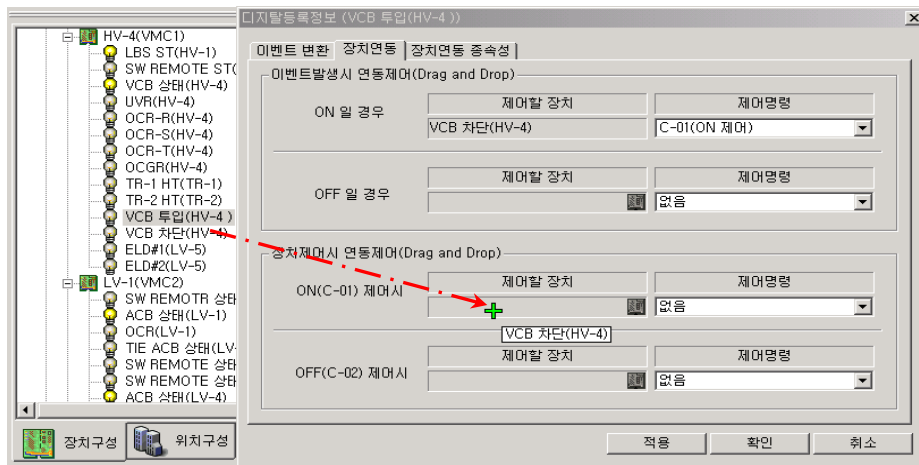 디지탈등록정보 (VCB 투입(HV-4 ))
HV-4(VMC1)
LBS ST(HV-1)
SW REMOTE ST(
VCB 상태(HV-4)
UVR(HV-4)
OCR-R(HV-4)
OCR-S(HV-4)
OCR-T(HV-4)
OCGR(HV-4)
TR-1 HT(TR-1)
TR-2 HT(TR-2)
VCB 투입(HV-4 )
VCB 차단(HV-4)
ELD#1(LV-5)
ELD#2(LV-5)
LV-1(VMC2)
SW REMOTR 상태
ACB 상태(LV-1)
OCR(LV-1)
TIE ACB 상태(LV-
SW REMOTE 상태
SW REMOTE 상태
ACB 상태(LV-4)
장치구성 위치구성
이벤트 변환 장치연동 장치연동 종속성
이벤트발생시 연동제어(Drag and Drop)
제어할 장치 제어명령
ON 일 경우
VCB 차단(HV-4) C-01(ON 제어)
제어할 장치 제어명령
OFF 일 경우
없음
장치제어시 연동제어(Drag and Drop)
제어할 장치 제어명령
ON(C-01) 제어시
없음
VCB 차단(HV-4)
제어할 장치 제어명령
OFF(C-02) 제어시
없음
적용 확인 취소